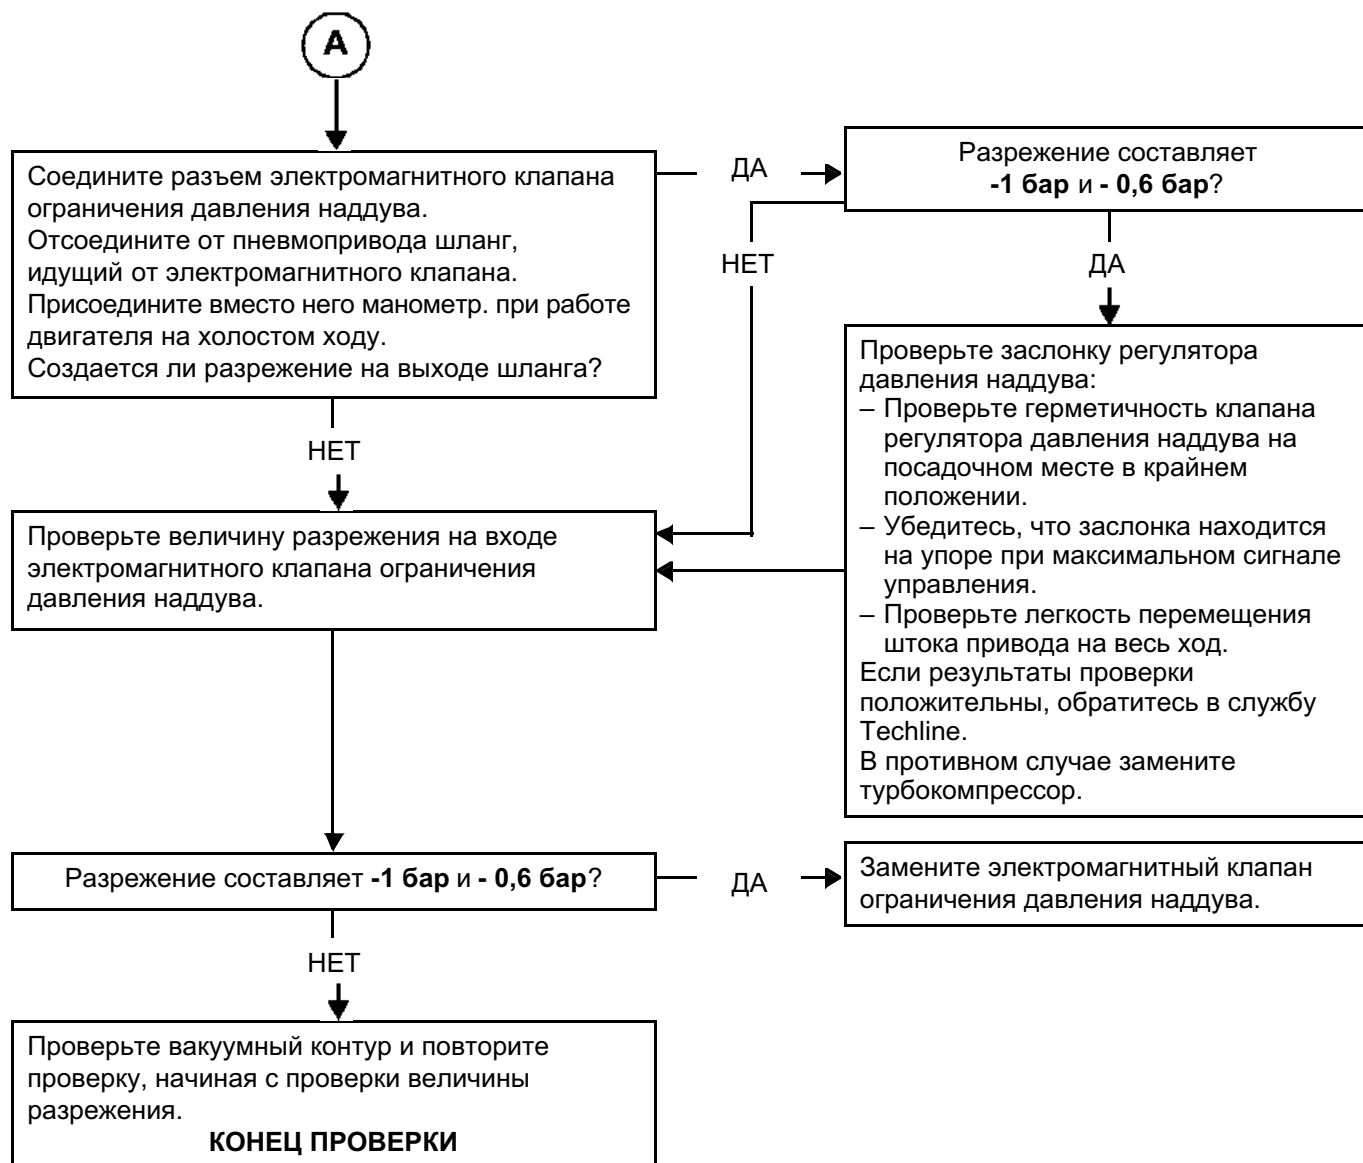 А
Соедините разъем электромагнитного клапана
ограничения давления наддува.
Отсоедините от пневмопривода шланг,
идущий от электромагнитного клапана.
Присоедините вместо него манометр. при работе
двигателя на холостом ходу.
Создается ли разрежение на выходе шланга?
ДА
Разрежение составляет
-1 бар и - 0,6 бар?
НЕТ
ДА
Проверьте заслонку регулятора
давления наддува:
– Проверьте герметичность клапана
регулятора давления наддува на
посадочном месте в крайнем
положении.
– Убедитесь, что заслонка находится
на упоре при максимальном сигнале
управления.
– Проверьте легкость перемещения
штока привода на весь ход.
Если результаты проверки
положительны, обратитесь в службу
Techline.
В противном случае замените
турбокомпрессор.
НЕТ
Проверьте величину разрежения на входе
электромагнитного клапана ограничения
давления наддува.
Разрежение составляет -1 бар и - 0,6 бар?
ДА
Замените электромагнитный клапан
ограничения давления наддува.
НЕТ
Проверьте вакуумный контур и повторите
проверку, начиная с проверки величины
разрежения.
КОНЕЦ ПРОВЕРКИ